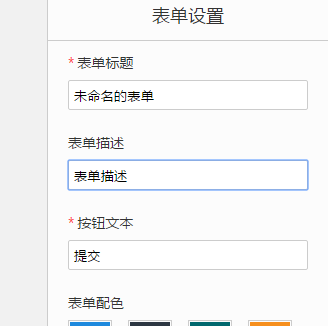 表单设置
* 表单标题
未命名的表单
表单描述
表单描述
* 按钮文本
提交
表单配色